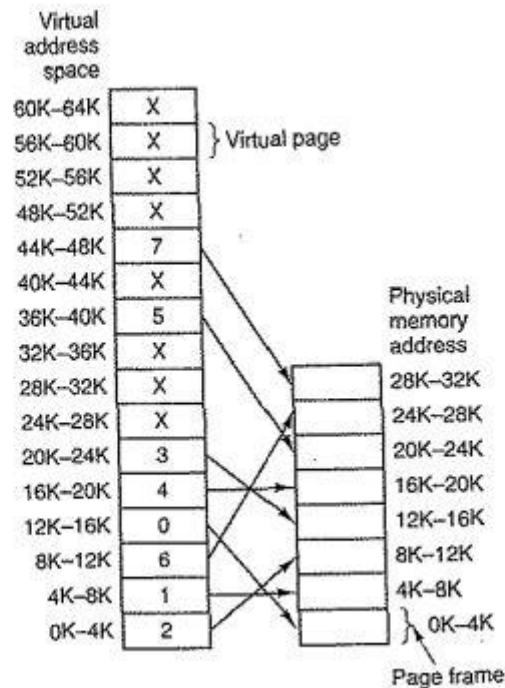 Virtual
address
space
60K–64K X
56K–60K X } Virtual page
52K–56K X
48K–52K X
44K–48K 7
40K–44K X
36K–40K 5
32K–36K X
28K–32K X
24K–28K X
20K–24K 3
16K–20K 4
12K–16K 0
8K–12K 6
4K–8K 1
0K–4K 2
Physical
memory
address
28K–32K
24K–28K
20K–24K
16K–20K
12K–16K
8K–12K
4K–8K
} 0K–4K
Page frame